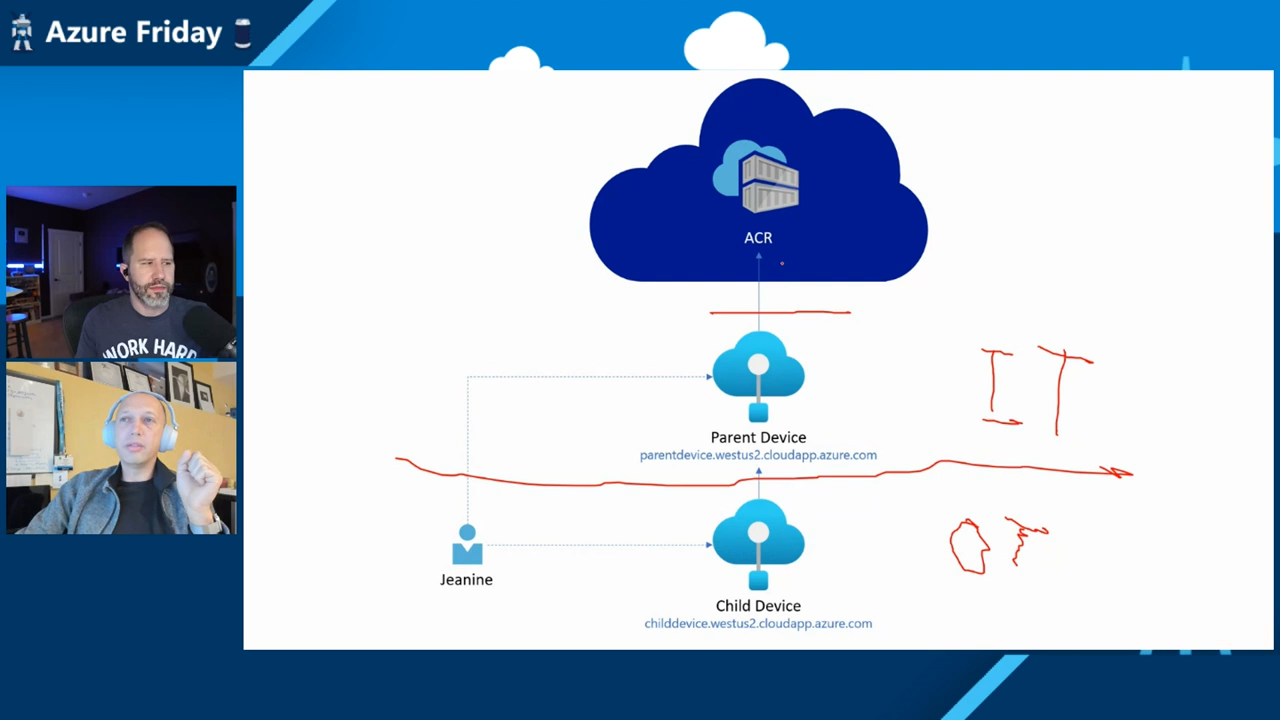 Azure Friday
ACR
IT
Parent Device
parentdevice.westus2.cloudapp.azure.com
WORK HARD
OT
Jeanine
Child Device
childdevice.westus2.cloudapp.azure.com